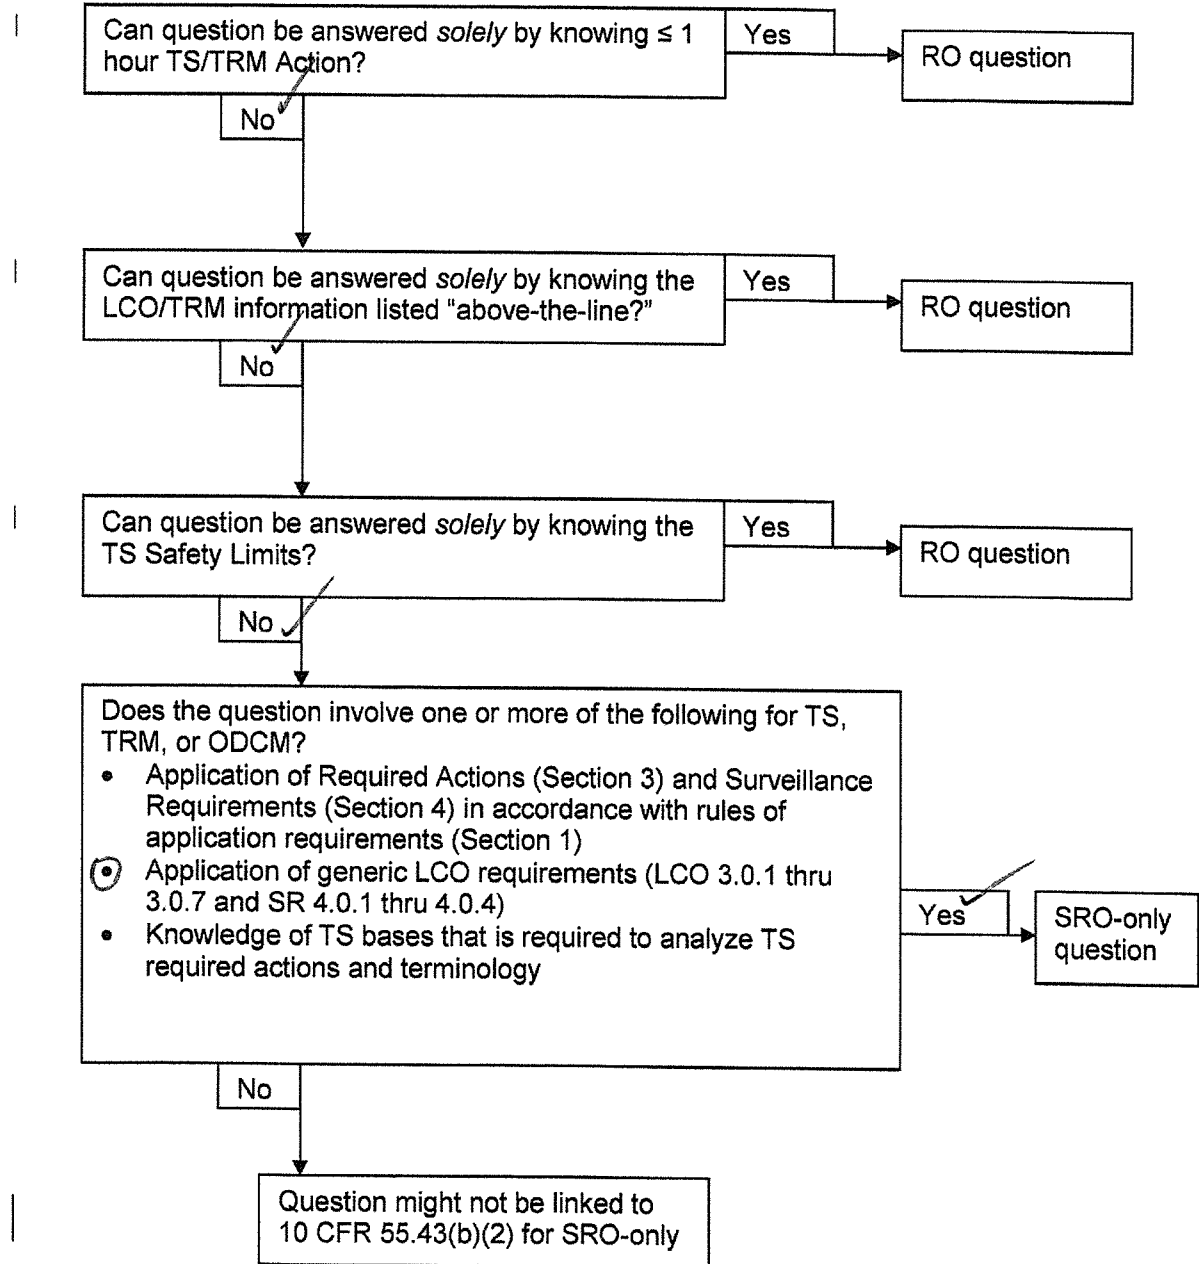 Can question be answered solely by knowing ≤ 1
hour TS/TRM Action?
Yes
RO question
No
Can question be answered solely by knowing the
LCO/TRM information listed "above-the-line?"
Yes
RO question
No
Can question be answered solely by knowing the
TS Safety Limits?
Yes
RO question
No
Does the question involve one or more of the following for TS,
TRM, or ODCM?
• Application of Required Actions (Section 3) and Surveillance
Requirements (Section 4) in accordance with rules of
application requirements (Section 1)
• Application of generic LCO requirements (LCO 3.0.1 thru
3.0.7 and SR 4.0.1 thru 4.0.4)
• Knowledge of TS bases that is required to analyze TS
required actions and terminology
Yes
SRO-only
question
No
Question might not be linked to
10 CFR 55.43(b)(2) for SRO-only